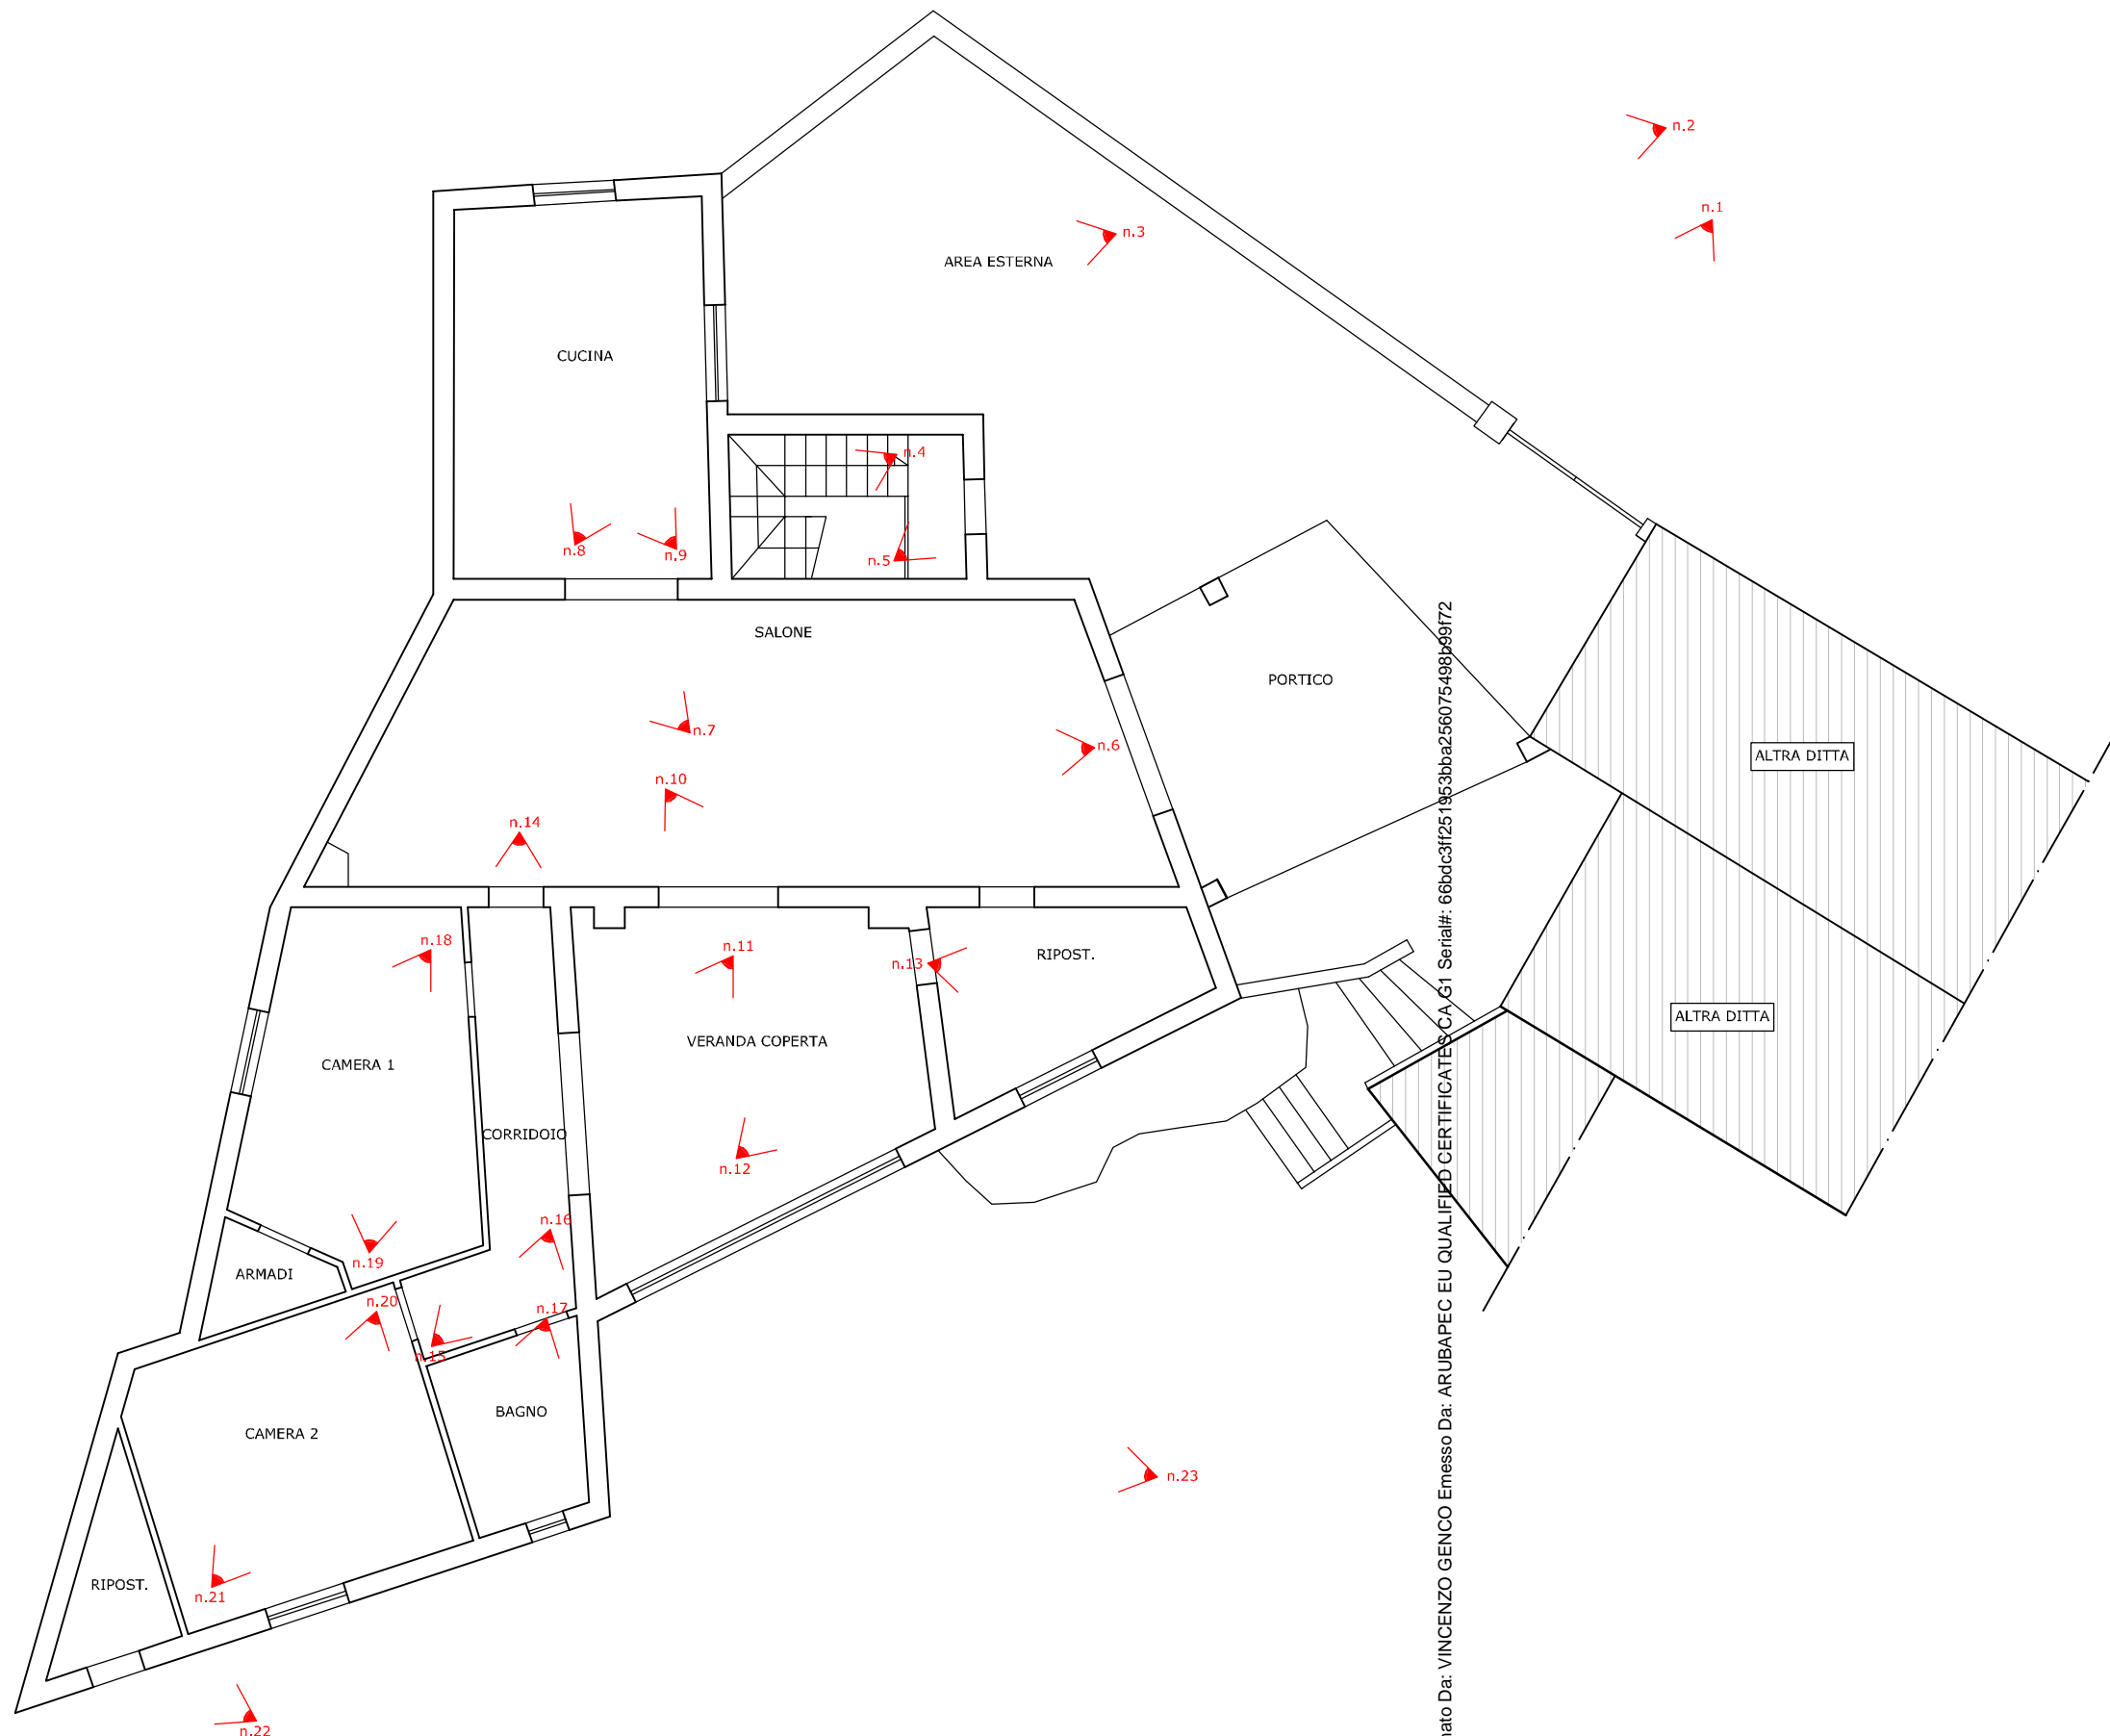 n.2
n.1
n.3
AREA ESTERNA
CUCINA
n.4
n.8
n.9
n.5
SALONE
PORTICO
n.7
n.6
ALTRA DITTA
n.10
n.14
n.18
n.11
n.13
RIPOST.
ALTRA DITTA
VERANDA COPERTA
CAMERA 1
CORRIDOIO
n.12
n.16
n.19
ARMADI
n.20
n.17
n.15
BAGNO
CAMERA 2
n.23
RIPOST.
n.21
n.22
nato Da: VINCENZO GENCO Emesso Da: ARUBAPEC EU QUALIFIED CERTIFICATES CA G1 Serial#: 66bdc3ff251953bba256075498b99f72